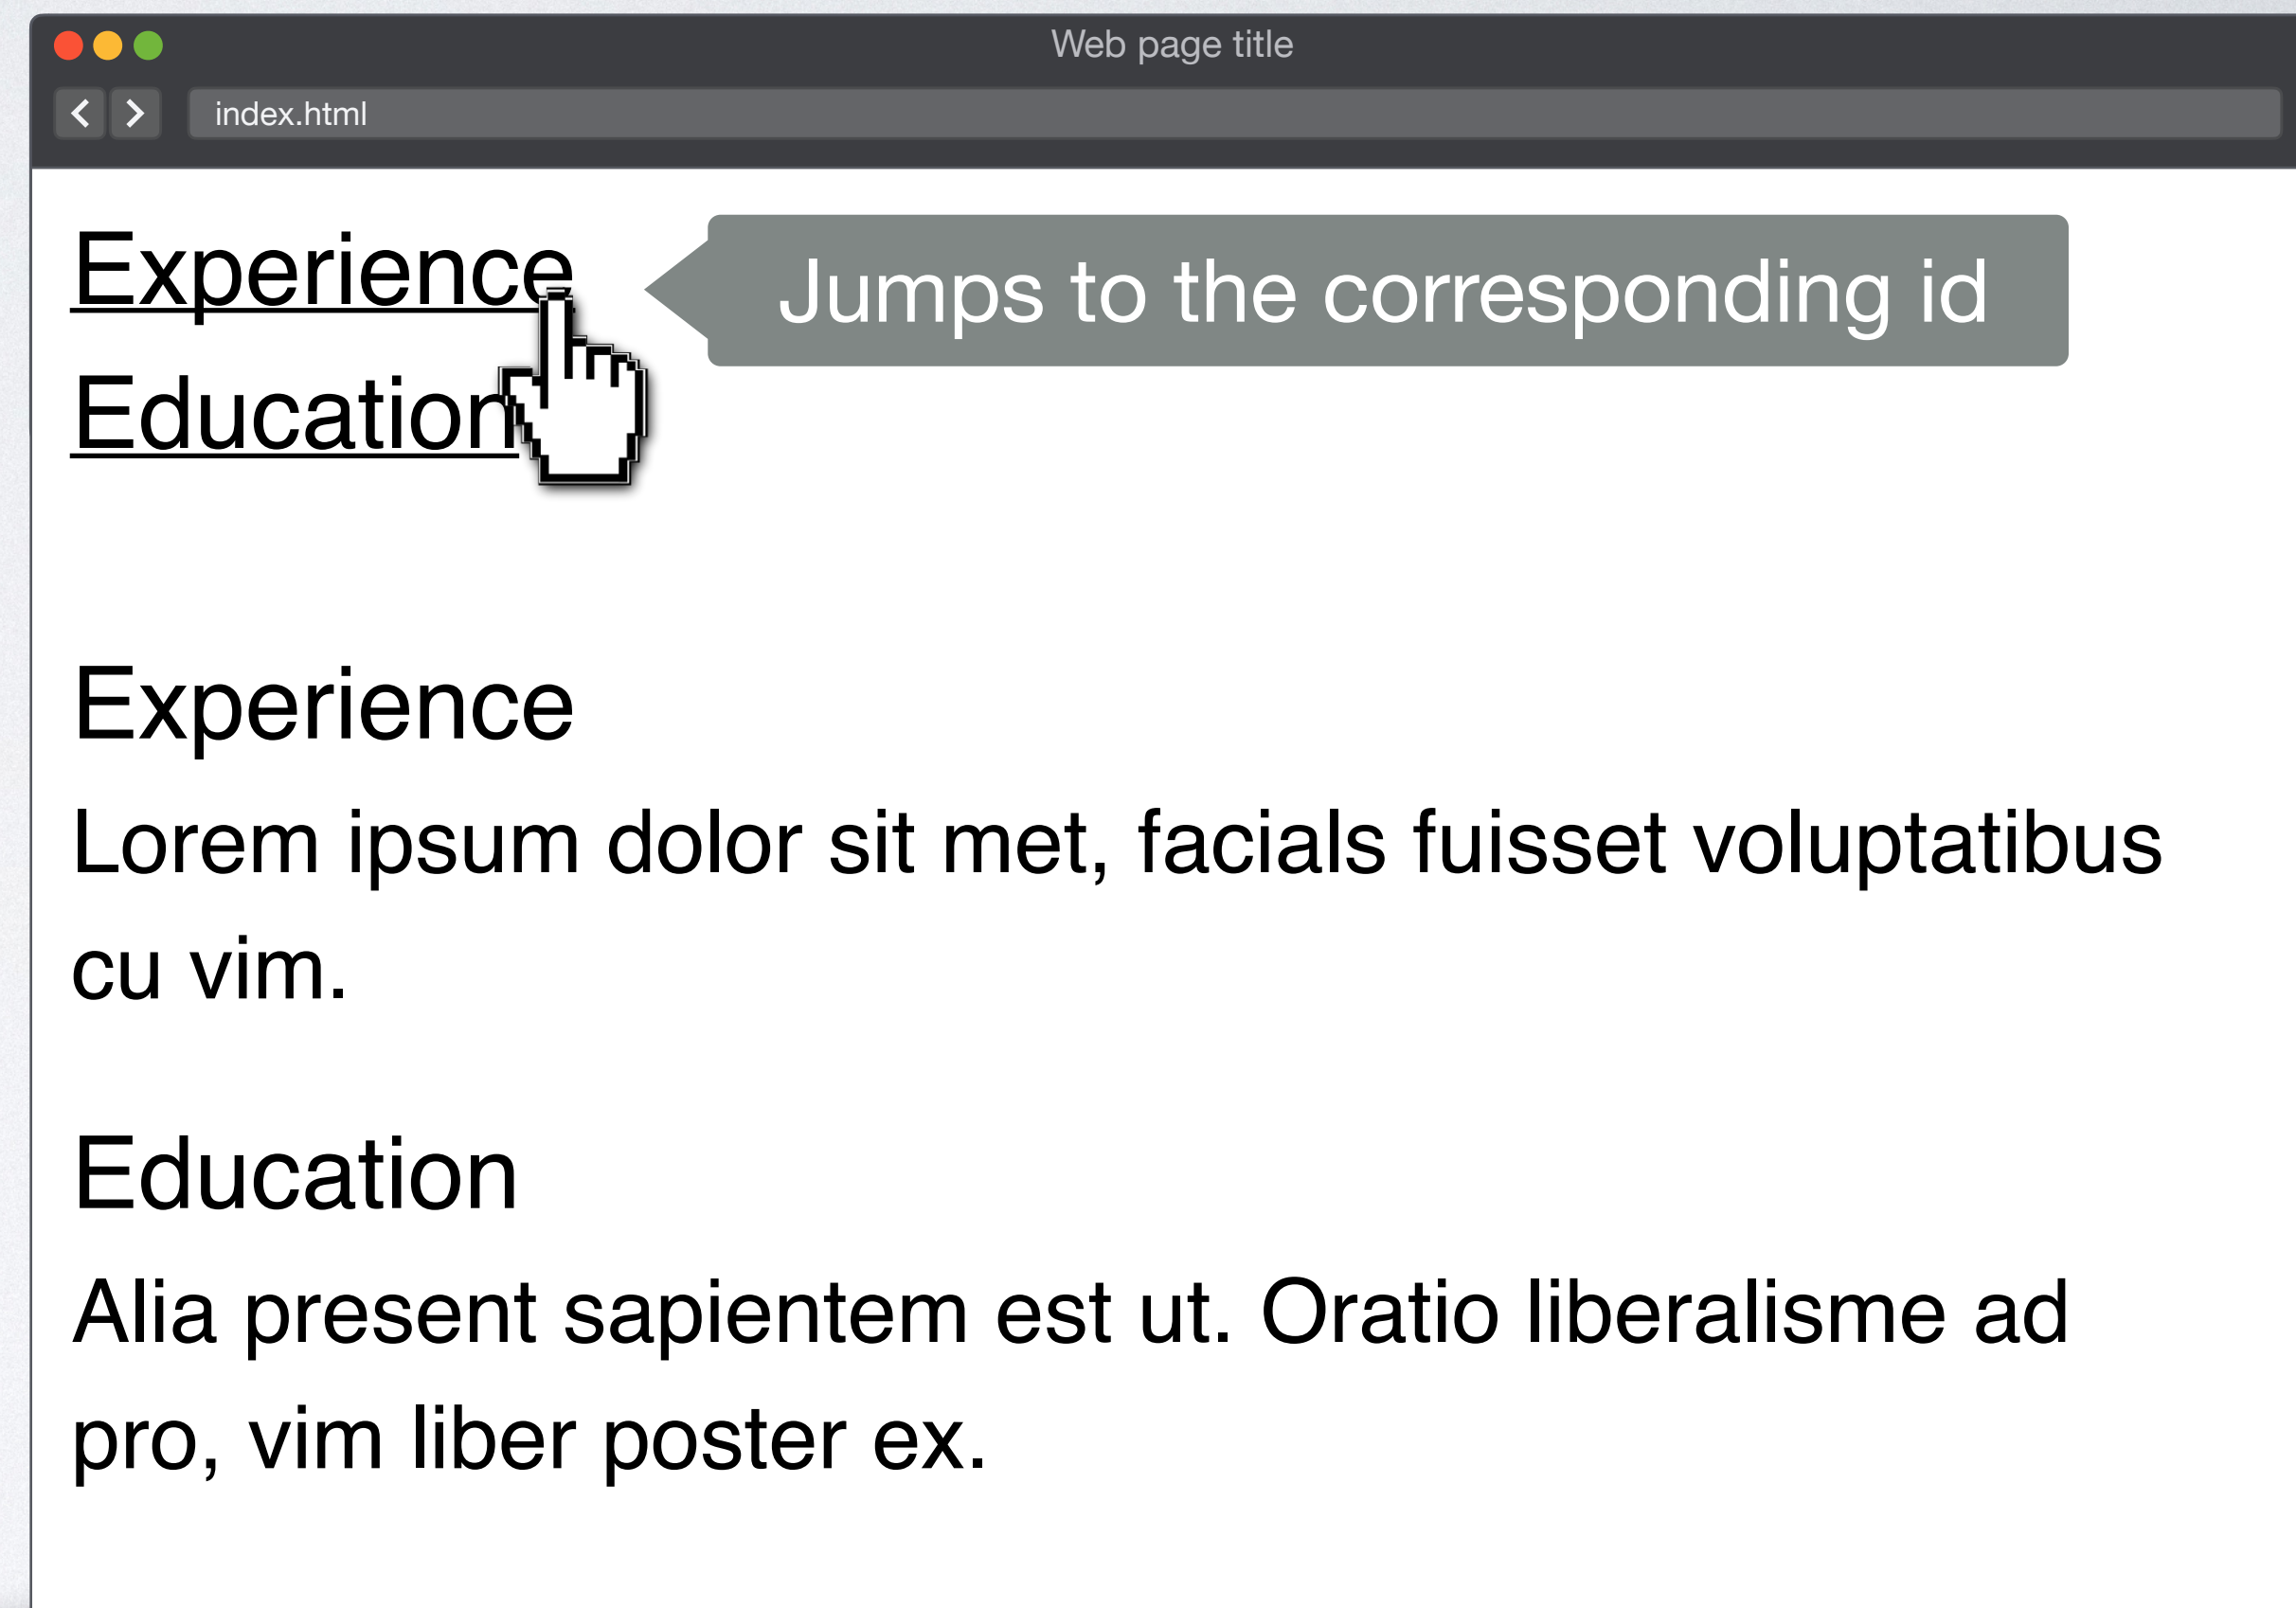 Web page title
index.html
Experience
Jumps to the corresponding id
Education
Experience
Lorem ipsum dolor sit met, facials fuisset voluptatibus
cu vim.
Education
Alia present sapientem est ut. Oratio liberalisme ad
pro, vim liber poster ex.